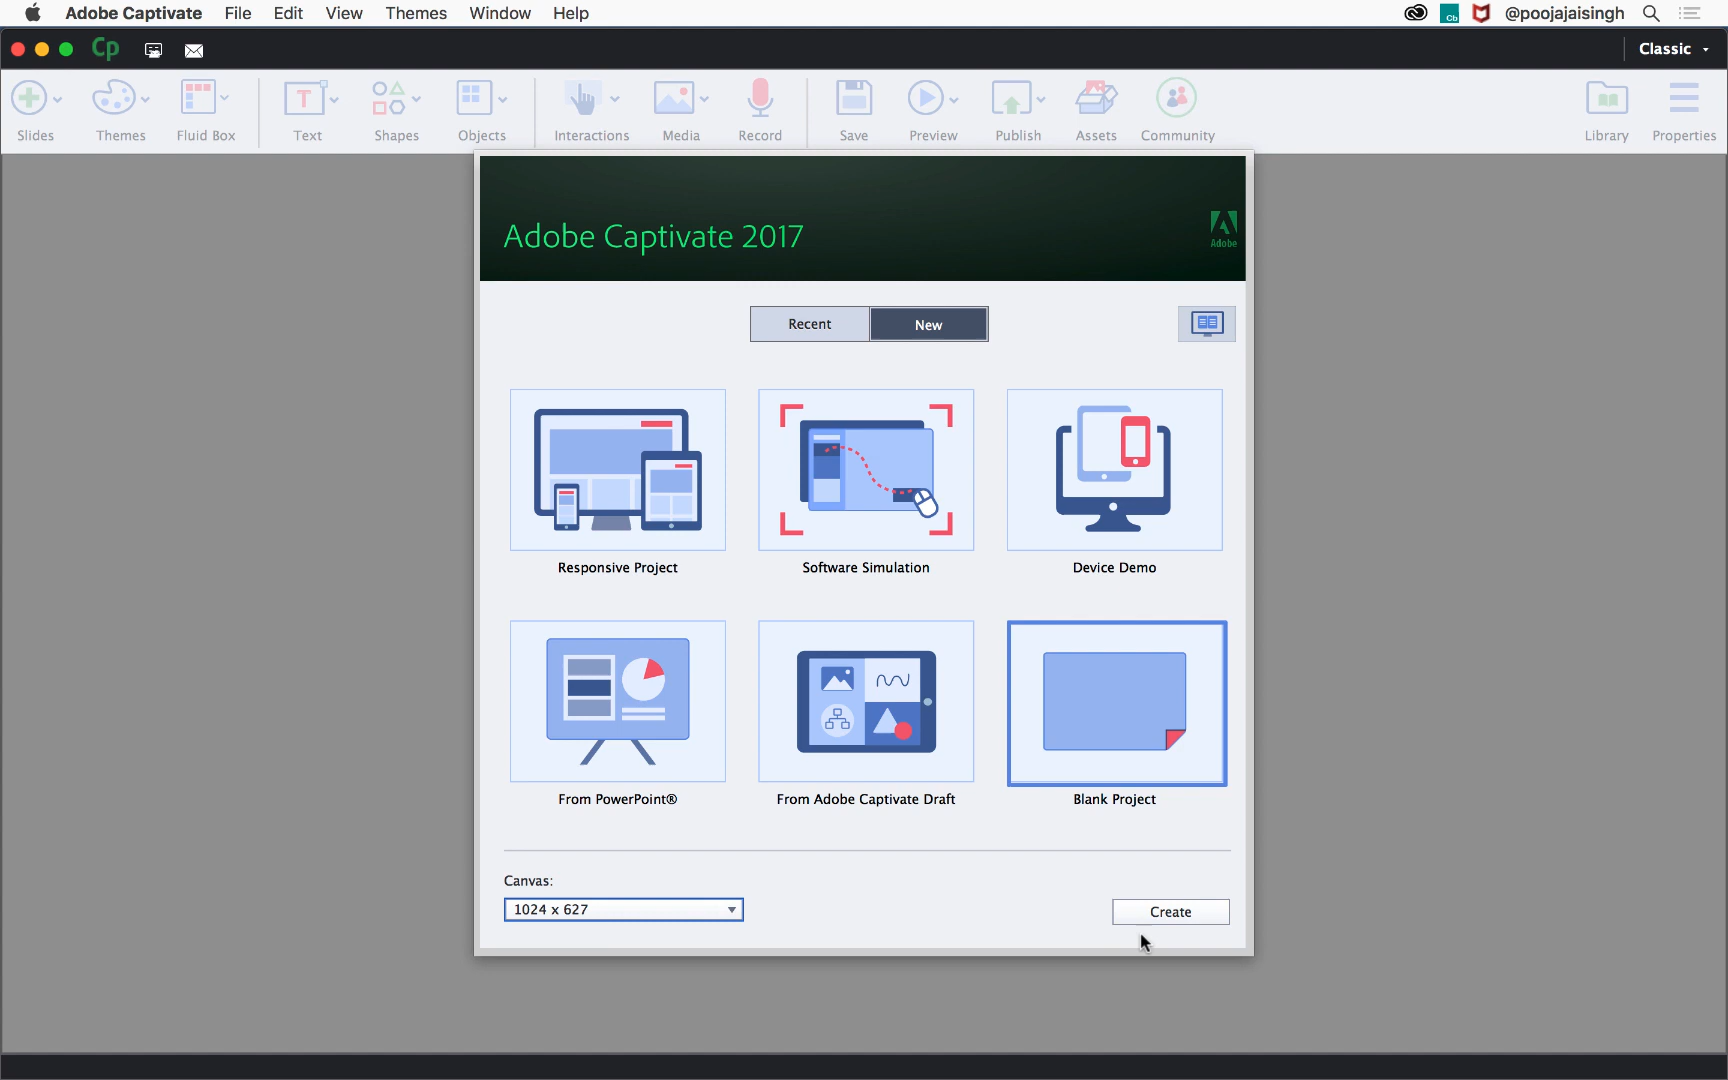 Adobe Captivate File Edit View Themes Window Help @poojajaisingh
Cb
Cp Classic
T
Slides Themes Fluid Box Text Shapes Objects Interactions Media Record Save Preview Publish Assets Community Library Properties
Adobe Captivate 2017
Adobe
Recent New
Responsive Project Software Simulation Device Demo
From PowerPoint® From Adobe Captivate Draft Blank Project
Canvas:
1024 x 627
Create